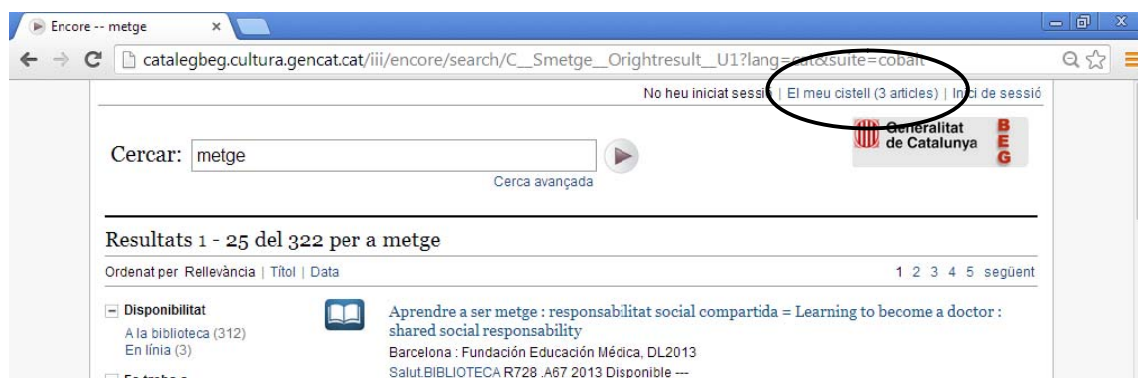 Encore -- metge
catalegbeg.cultura.gencat.cat/iii/encore/search/C__Smetge__Orightresult__U1?lang=cat&suite=cobalt
No heu iniciat sessió | El meu cistell (3 articles) | Inici de sessió
Generalitat
de Catalunya
BEG
Cercar: metge
Cerca avançada
Resultats 1 - 25 del 322 per a metge
Ordenat per Rellevància | Títol | Data
1 2 3 4 5 següent
Disponibilitat
A la biblioteca (312)
En línia (3)
Aprendre a ser metge : responsabilitat social compartida = Learning to become a doctor :
shared social responsability
Barcelona : Fundación Educación Médica, DL2013
Salut.BIBLIOTECA R728 .A67 2013 Disponible ---